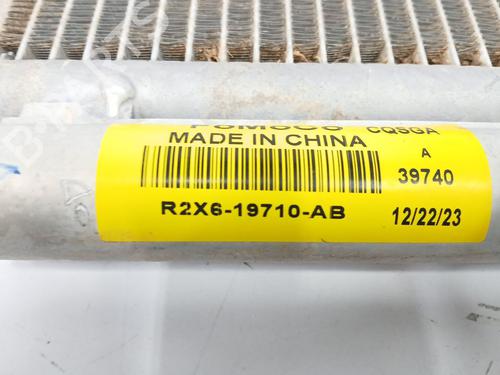 CQSGA
MADE IN CHINA
A
39740
R2X6-19710-AB
12/22/23